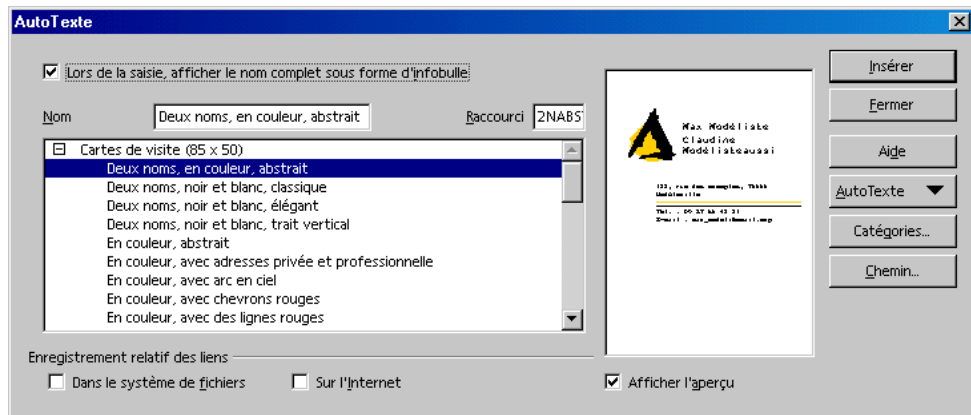 AutoTexte
Lors de la saisie, afficher le nom complet sous forme d'infobulle
Nom
Deux noms, en couleur, abstrait
Raccourci
2NABS
Cartes de visite (85 x 50)
Deux noms, en couleur, abstrait
Deux noms, noir et blanc, classique
Deux noms, noir et blanc, élégant
Deux noms, noir et blanc, trait vertical
En couleur, abstrait
En couleur, avec adresses privée et professionnelle
En couleur, avec arc en ciel
En couleur, avec chevrons rouges
En couleur, avec des lignes rouges
Max Modéliste
Claudine
Modélisteaussi
Insérer
Fermer
Aide
AutoTexte
Catégories...
Chemin...
Enregistrement relatif des liens
Dans le système de fichiers
Sur l'Internet
Afficher l'aperçu